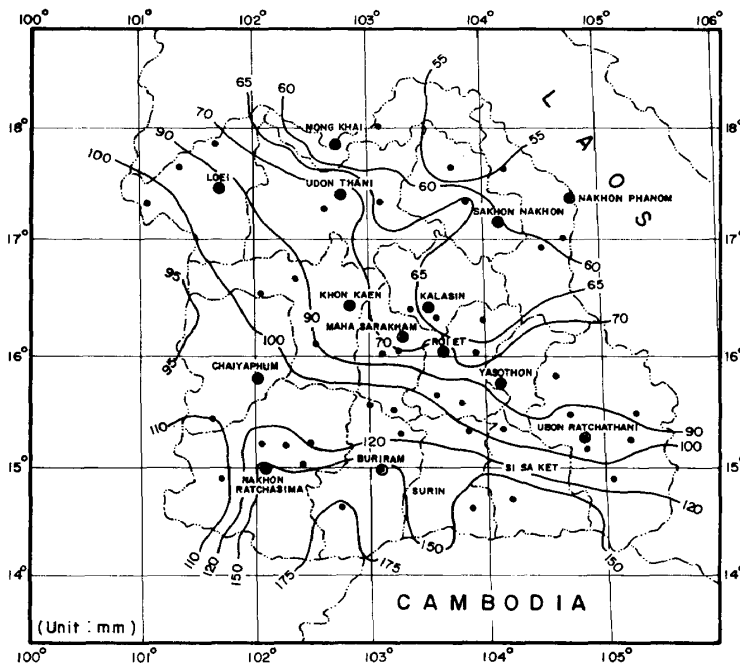 100° 101° 102° 103° 104° 105° 106°
55
65 60
70
LAOS
NONG KHAI
55
18° 18°
90
100
LOEI
UDON THANI
60
NAKHON PHANOM
SAKHON NAKHON
17° 17°
60
95
65
65
KHON KAEN KALASIN
90
70
MAHA SARAKHAM
100
70 ROI ET
16° 16°
95
CHAIYAPHUM
YASOTHON
110
90
UBON RATCHATHANI
120
100
BURIRAM
SI SA KET
15° 15°
NAKHON
RATCHASIMA
SURIN
120
150
150
110
120
150
175 175
14° 14°
CAMBODIA
(Unit : mm)
100° 101° 102° 103° 104° 105°